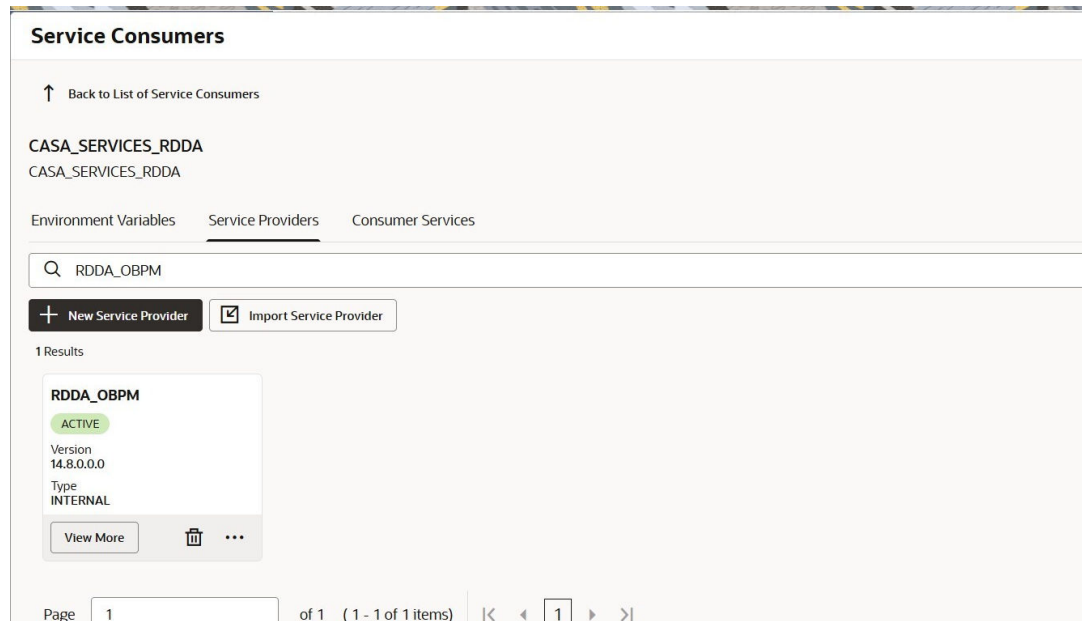 Service Consumers
Back to List of Service Consumers
CASA_SERVICES_RDDA
CASA_SERVICES_RDDA
Environment Variables Service Providers Consumer Services
RDDA_OBPM
New Service Provider Import Service Provider
1 Results
RDDA_OBPM
ACTIVE
Version
14.8.0.0.0
Type
INTERNAL
View More
Page 1 of 1 ( 1 - 1 of 1 items) 1